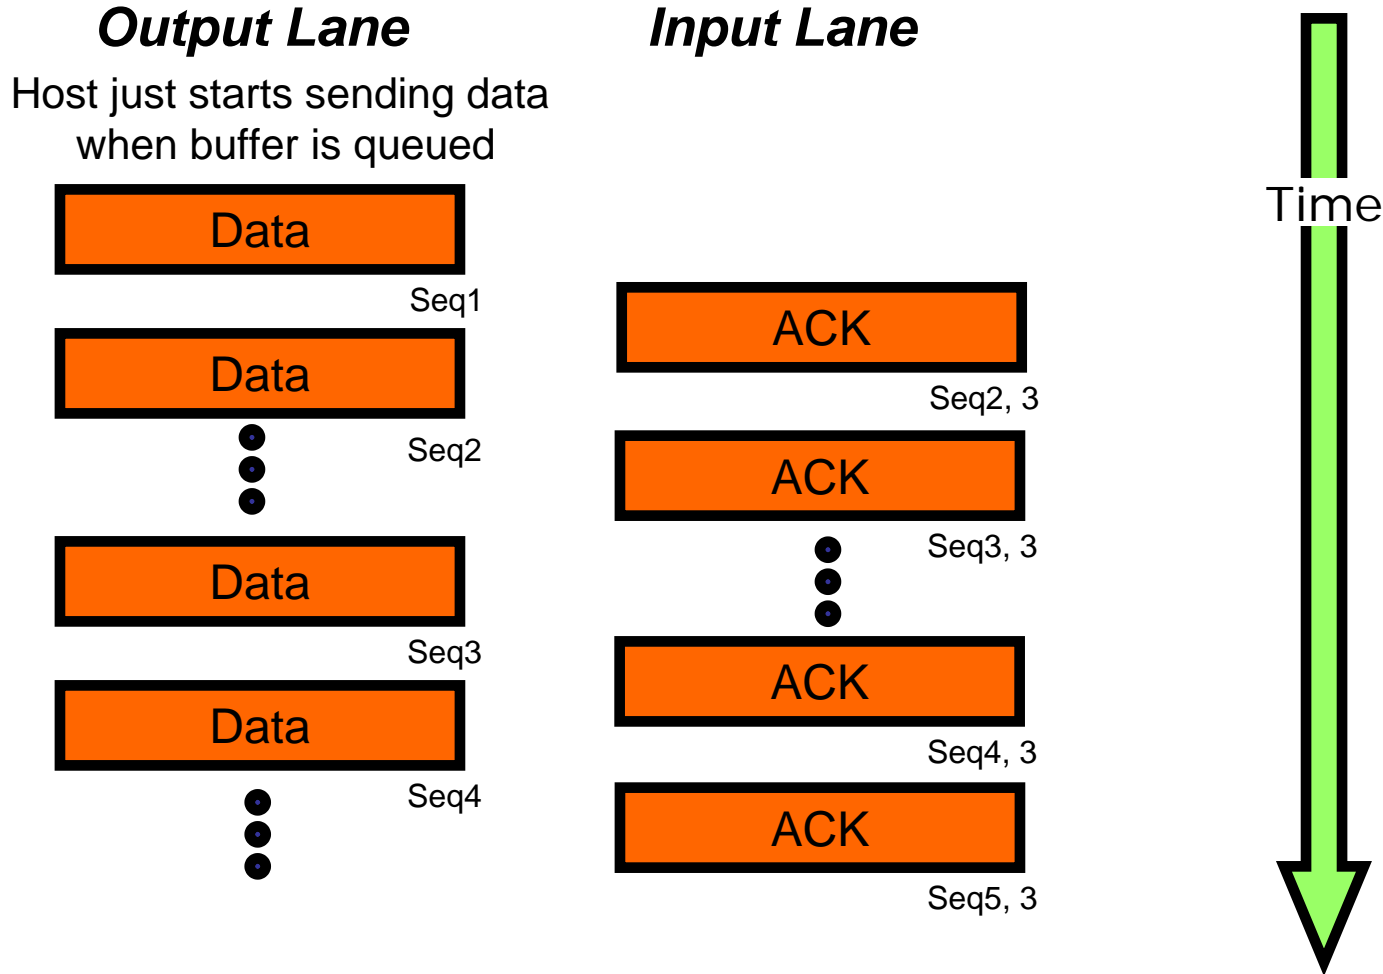 Output Lane
Host just starts sending data
when buffer is queued
Data
Seq1
Data
Seq2
Data
Seq3
Data
Seq4
Input Lane
ACK
Seq2, 3
ACK
Seq3, 3
ACK
Seq4, 3
ACK
Seq5, 3
Time